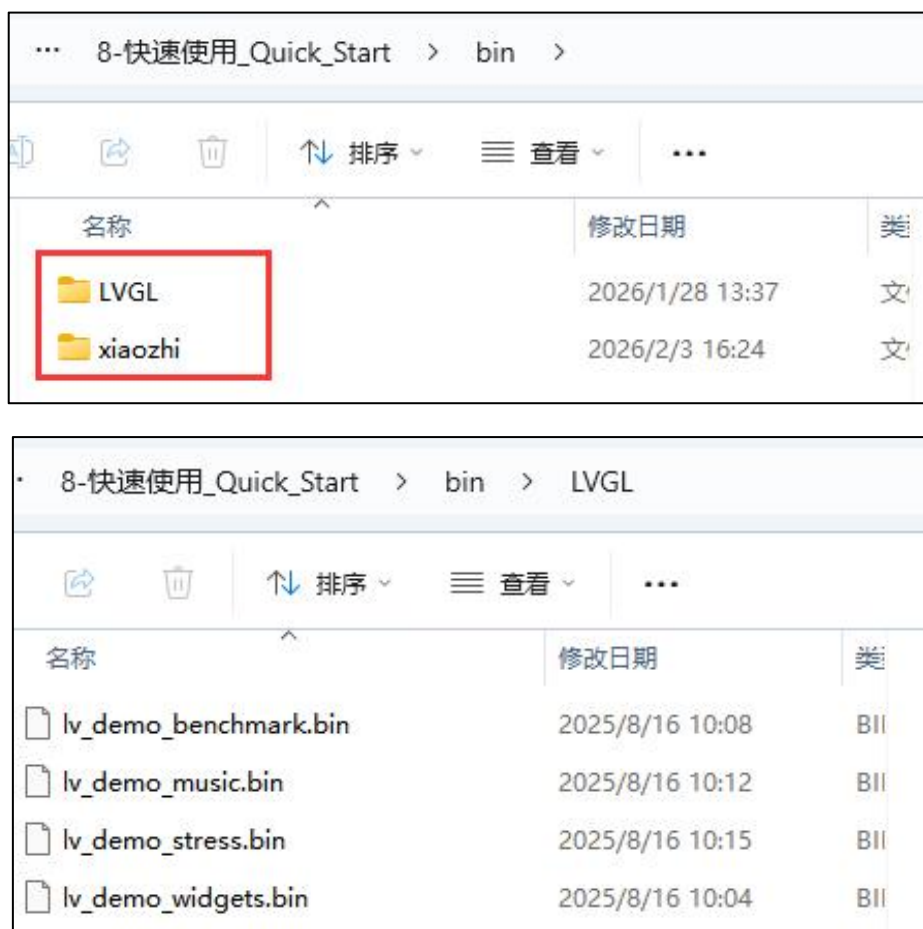 ··· 8-快速使用_Quick_Start > bin >
排序 查看 ···
名称 修改日期
LVGL 2026/1/28 13:37
xiaozhi 2026/2/3 16:24
8-快速使用_Quick_Start > bin > LVGL
排序 查看 ···
名称 修改日期
lv_demo_benchmark.bin 2025/8/16 10:08
lv_demo_music.bin 2025/8/16 10:12
lv_demo_stress.bin 2025/8/16 10:15
lv_demo_widgets.bin 2025/8/16 10:04